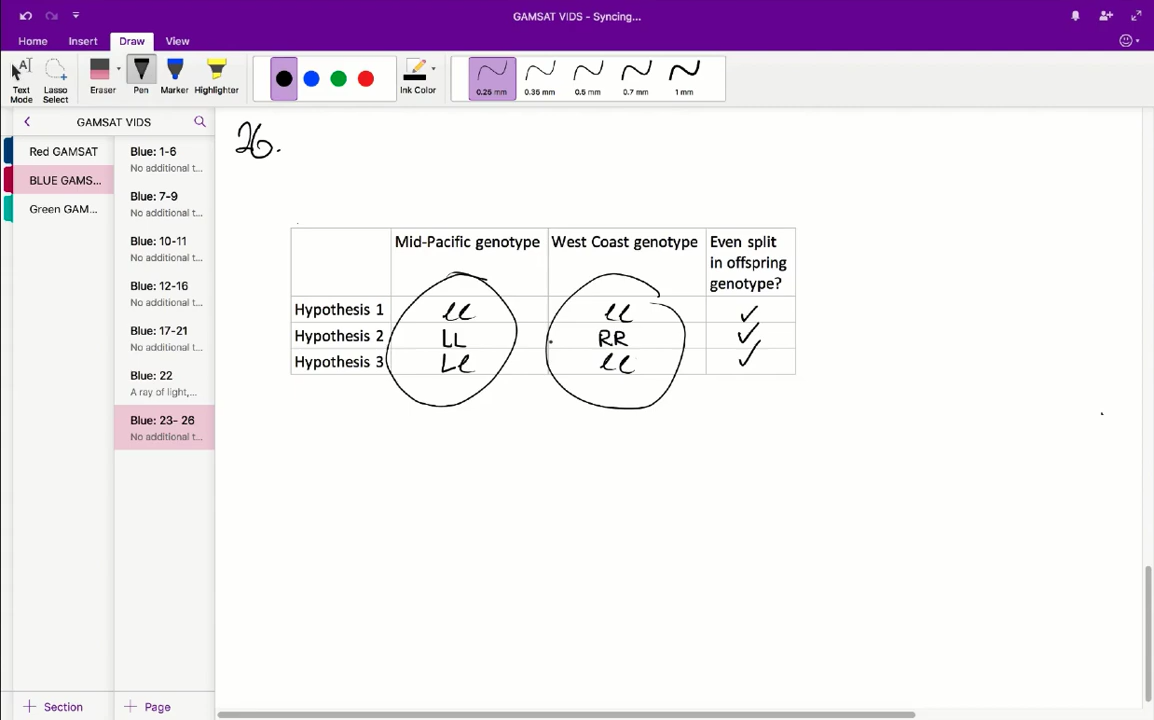 GAMSAT VIDS - Syncing...
Home Insert Draw View
Text Mode
Lasso Select
Eraser
Pen
Marker
Highlighter
Ink Color
0.25 mm
0.35 mm
0.5 mm
0.7 mm
1 mm
GAMSAT VIDS
Red GAMSAT
BLUE GAMS...
Green GAM...
Blue: 1-6
No additional t...
Blue: 7-9
No additional t...
Blue: 10-11
No additional t...
Blue: 12-16
No additional t...
Blue: 17-21
No additional t...
Blue: 22
A ray of light,...
Blue: 23- 26
No additional t...
26.
Mid-Pacific genotype West Coast genotype Even split
in offspring
genotype?
Hypothesis 1 ll ll ✓
Hypothesis 2 LL RR ✓
Hypothesis 3 Ll ll ✓
+ Section + Page